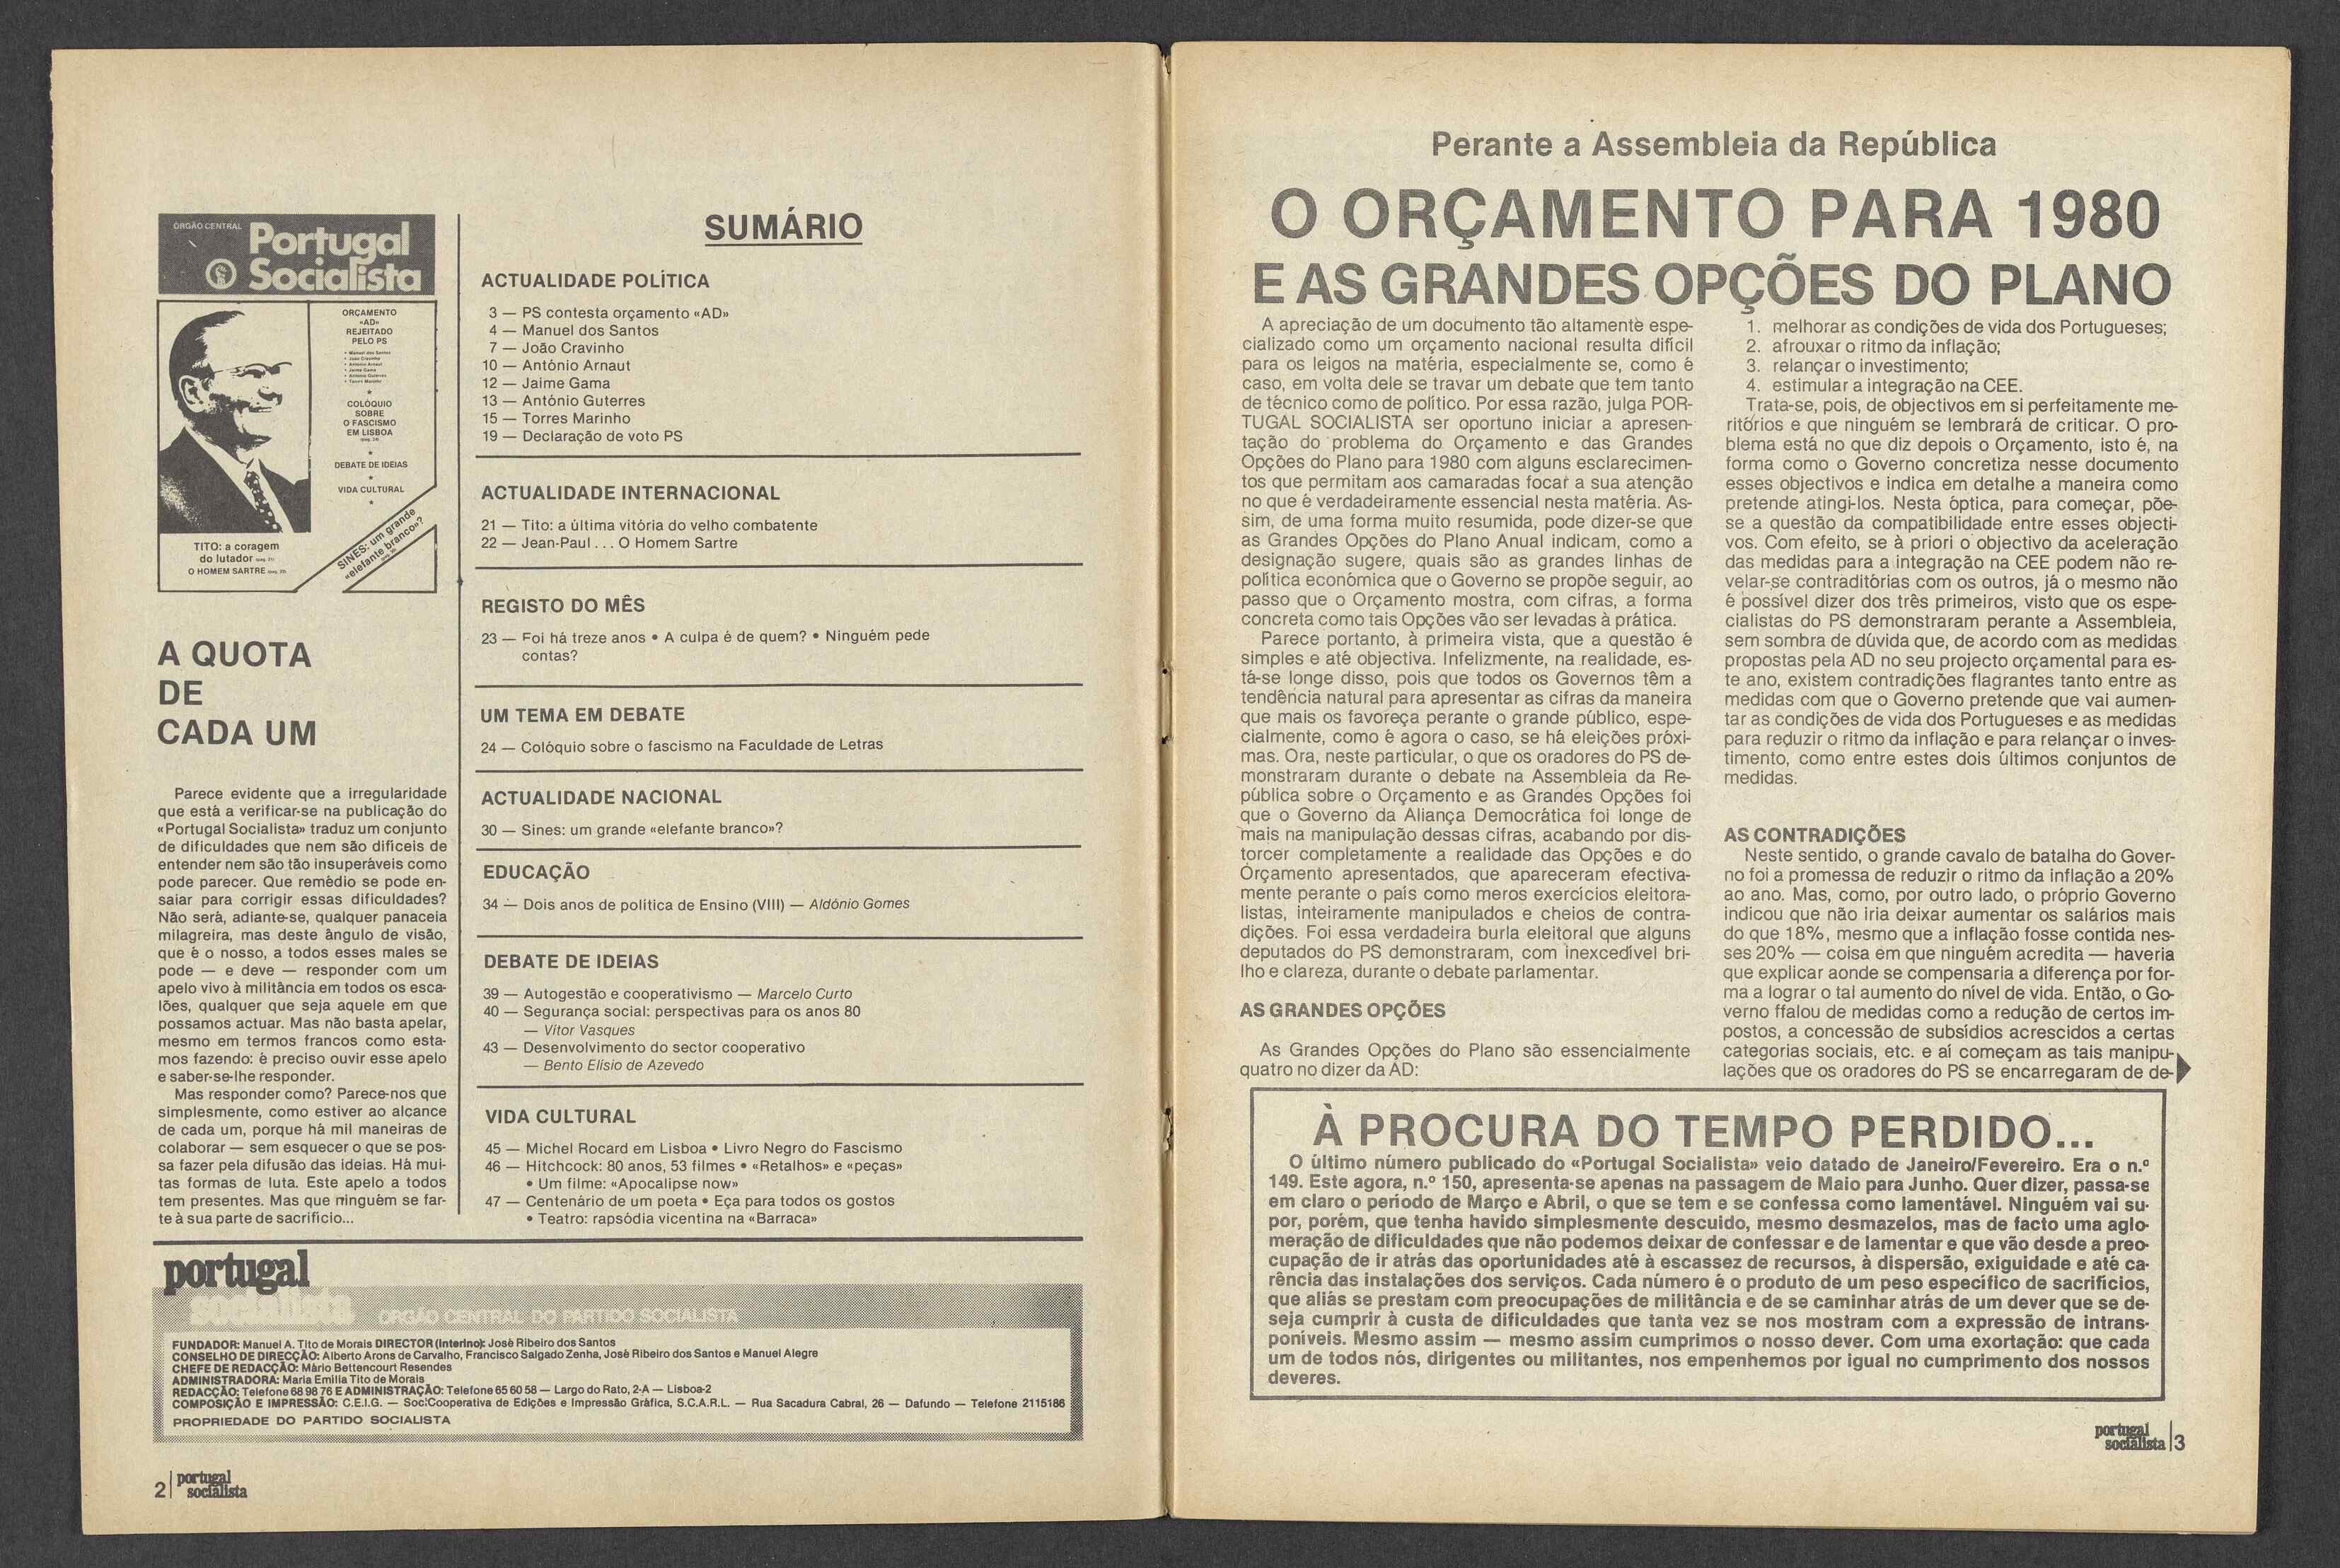 ORGÃO CENTRAL
Portugal
Socialista
ORÇAMENTO
«AD»
REJEITADO
PELO PS
• Manuel dos Santos
• João Cravinho
• António Arnaut
• Jaime Gama
• António Guterres
• Torres Marinho
COLÓQUIO
SOBRE
O FASCISMO
EM LISBOA
DEBATE DE IDEIAS
VIDA CULTURAL
TITO: a coragem
do lutador
O HOMEM SARTRE
SINES: um grande
«elefante branco»?
A QUOTA
DE
CADA UM
Parece evidente que a irregularidade
que está a verificar-se na publicação do
«Portugal Socialista» traduz um conjunto
de dificuldades que nem são difíceis de
entender nem são tão insuperáveis como
pode parecer. Que remédio se pode en-
saiar para corrigir essas dificuldades?
Não será, adiante-se, qualquer panaceia
milagreira, mas deste ângulo de visão,
que é o nosso, a todos esses males se
pode — e deve — responder com um
apelo vivo à militância em todos os esca-
lões, qualquer que seja aquele em que
possamos actuar. Mas não basta apelar,
mesmo em termos francos como esta-
mos fazendo: é preciso ouvir esse apelo
e saber-se-lhe responder.
Mas responder como? Parece-nos que
simplesmente, como estiver ao alcance
de cada um, porque há mil maneiras de
colaborar — sem esquecer o que se pos-
sa fazer pela difusão das ideias. Há mui-
tas formas de luta. Este apelo a todos
tem presentes. Mas que ninguém se far-
te à sua parte de sacrifício...
SUMÁRIO
ACTUALIDADE POLÍTICA
3 — PS contesta orçamento «AD»
4 — Manuel dos Santos
7 — João Cravinho
10 — António Arnaut
12 — Jaime Gama
13 — António Guterres
15 — Torres Marinho
19 — Declaração de voto PS
ACTUALIDADE INTERNACIONAL
21 — Tito: a última vitória do velho combatente
22 — Jean-Paul . . . O Homem Sartre
REGISTO DO MÊS
23 — Foi há treze anos • A culpa é de quem? • Ninguém pede
contas?
UM TEMA EM DEBATE
24 — Colóquio sobre o fascismo na Faculdade de Letras
ACTUALIDADE NACIONAL
30 — Sines: um grande «elefante branco»?
EDUCAÇÃO
34 — Dois anos de política de Ensino (VIII) — Aldónio Gomes
DEBATE DE IDEIAS
39 — Autogestão e cooperativismo — Marcelo Curto
40 — Segurança social: perspectivas para os anos 80
— Vítor Vasques
43 — Desenvolvimento do sector cooperativo
— Bento Elísio de Azevedo
VIDA CULTURAL
45 — Michel Rocard em Lisboa • Livro Negro do Fascismo
46 — Hitchcock: 80 anos, 53 filmes • «Retalhos» e «peças»
• Um filme: «Apocalipse now»
47 — Centenário de um poeta • Eça para todos os gostos
• Teatro: rapsódia vicentina na «Barraca»
portugal
socialista ORGÃO CENTRAL DO PARTIDO SOCIALISTA
FUNDADOR: Manuel A. Tito de Morais DIRECTOR (Interino): José Ribeiro dos Santos
CONSELHO DE DIRECÇÃO: Alberto Arons de Carvalho, Francisco Salgado Zenha, José Ribeiro dos Santos e Manuel Alegre
CHEFE DE REDACÇÃO: Mário Bettencourt Resendes
ADMINISTRADORA: Maria Emília Tito de Morais
REDACÇÃO: Telefone 68 98 76 E ADMINISTRAÇÃO: Telefone 65 60 58 — Largo do Rato, 2-A — Lisboa-2
COMPOSIÇÃO E IMPRESSÃO: C.E.I.G. — Soc.Cooperativa de Edições e Impressão Gráfica, S.C.A.R.L. — Rua Sacadura Cabral, 26 — Dafundo — Telefone 2115186
PROPRIEDADE DO PARTIDO SOCIALISTA
2 portugal
socialista
Perante a Assembleia da República
O ORÇAMENTO PARA 1980
E AS GRANDES OPÇÕES DO PLANO
A apreciação de um documento tão altamente espe-
cializado como um orçamento nacional resulta difícil
para os leigos na matéria, especialmente se, como é
caso, em volta dele se travar um debate que tem tanto
de técnico como de político. Por essa razão, julga POR-
TUGAL SOCIALISTA ser oportuno iniciar a apresen-
tação do problema do Orçamento e das Grandes
Opções do Plano para 1980 com alguns esclarecimen-
tos que permitam aos camaradas focar a sua atenção
no que é verdadeiramente essencial nesta matéria. As-
sim, de uma forma muito resumida, pode dizer-se que
as Grandes Opções do Plano Anual indicam, como a
designação sugere, quais são as grandes linhas de
política económica que o Governo se propõe seguir, ao
passo que o Orçamento mostra, com cifras, a forma
concreta como tais Opções vão ser levadas à prática.
Parece portanto, à primeira vista, que a questão é
simples e até objectiva. Infelizmente, na realidade, es-
tá-se longe disso, pois que todos os Governos têm a
tendência natural para apresentar as cifras da maneira
que mais os favoreça perante o grande público, espe-
cialmente, como é agora o caso, se há eleições próxi-
mas. Ora, neste particular, o que os oradores do PS de-
monstraram durante o debate na Assembleia da Re-
pública sobre o Orçamento e as Grandes Opções foi
que o Governo da Aliança Democrática foi longe de
mais na manipulação dessas cifras, acabando por dis-
torcer completamente a realidade das Opções e do
Orçamento apresentados, que apareceram efectiva-
mente perante o país como meros exercícios eleitora-
listas, inteiramente manipulados e cheios de contra-
dições. Foi essa verdadeira burla eleitoral que alguns
deputados do PS demonstraram, com inexcedível bri-
lho e clareza, durante o debate parlamentar.
AS GRANDES OPÇÕES
As Grandes Opções do Plano são essencialmente
quatro no dizer da AD:
1. melhorar as condições de vida dos Portugueses;
2. afrouxar o ritmo da inflação;
3. relançar o investimento;
4. estimular a integração na CEE.
Trata-se, pois, de objectivos em si perfeitamente me-
ritórios e que ninguém se lembrará de criticar. O pro-
blema está no que diz depois o Orçamento, isto é, na
forma como o Governo concretiza nesse documento
esses objectivos e indica em detalhe a maneira como
pretende atingi-los. Nesta óptica, para começar, põe-
se a questão da compatibilidade entre esses objecti-
vos. Com efeito, se à priori o objectivo da aceleração
das medidas para a integração na CEE podem não re-
velar-se contraditórias com os outros, já o mesmo não
é possível dizer dos três primeiros, visto que os espe-
cialistas do PS demonstraram perante a Assembleia,
sem sombra de dúvida que, de acordo com as medidas
propostas pela AD no seu projecto orçamental para es-
te ano, existem contradições flagrantes tanto entre as
medidas com que o Governo pretende que vai aumen-
tar as condições de vida dos Portugueses e as medidas
para reduzir o ritmo da inflação e para relançar o inves-
timento, como entre estes dois últimos conjuntos de
medidas.
AS CONTRADIÇÕES
Neste sentido, o grande cavalo de batalha do Gover-
no foi a promessa de reduzir o ritmo da inflação a 20%
ao ano. Mas, como, por outro lado, o próprio Governo
indicou que não iria deixar aumentar os salários mais
do que 18%, mesmo que a inflação fosse contida nes-
ses 20% — coisa em que ninguém acredita — haveria
que explicar aonde se compensaria a diferença por for-
ma a lograr o tal aumento do nível de vida. Então, o Go-
verno ffalou de medidas como a redução de certos im-
postos, a concessão de subsídios acrescidos a certas
categorias sociais, etc. e aí começam as tais manipu-
lações que os oradores do PS se encarregaram de de-
À PROCURA DO TEMPO PERDIDO...
O último número publicado do «Portugal Socialista» veio datado de Janeiro/Fevereiro. Era o n.º
149. Este agora, n.º 150, apresenta-se apenas na passagem de Maio para Junho. Quer dizer, passa-se
em claro o período de Março e Abril, o que se tem e se confessa como lamentável. Ninguém vai su-
por, porém, que tenha havido simplesmente descuido, mesmo desmazelos, mas de facto uma aglo-
meração de dificuldades que não podemos deixar de confessar e de lamentar e que vão desde a preo-
cupação de ir atrás das oportunidades até à escassez de recursos, à dispersão, exiguidade e até ca-
rência das instalações dos serviços. Cada número é o produto de um peso específico de sacrifícios,
que aliás se prestam com preocupações de militância e de se caminhar atrás de um dever que se de-
seja cumprir à custa de dificuldades que tanta vez se nos mostram com a expressão de intrans-
poníveis. Mesmo assim — mesmo assim cumprimos o nosso dever. Com uma exortação: que cada
um de todos nós, dirigentes ou militantes, nos empenhemos por igual no cumprimento dos nossos
deveres.
portugal
socialista 3